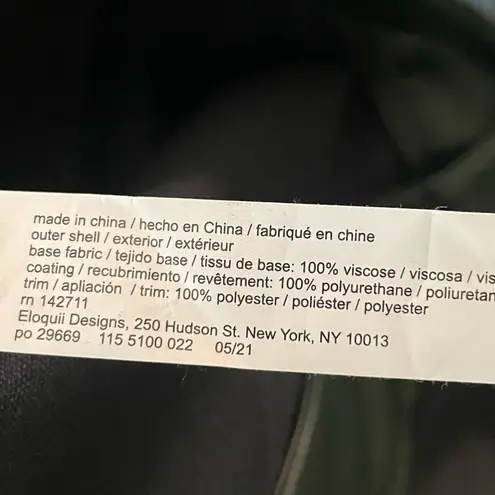 made in china / hecho en China / fabriqué en chine
outer shell / exterior / extérieur
base fabric / tejido base / tissu de base: 100% viscose / viscosa / vis
coating / recubrimiento / revêtement: 100% polyurethane / poliuretan
trim / apliación / trim: 100% polyester / poliéster / polyester
rn 142711
Eloquii Designs, 250 Hudson St. New York, NY 10013
po 29669 115 5100 022 05/21